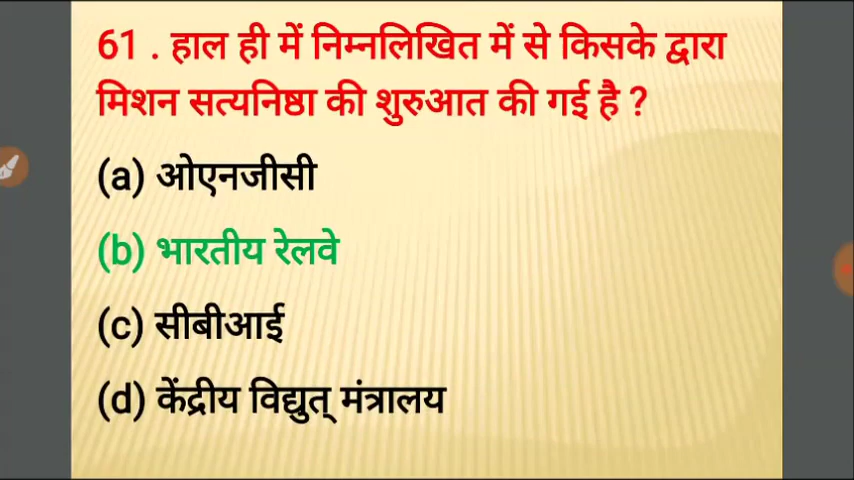 61 . हाल ही में निम्नलिखित में से किसके द्वारा
मिशन सत्यनिष्ठा की शुरुआत की गई है ?
(a) ओएनजीसी
(b) भारतीय रेलवे
(c) सीबीआई
(d) केंद्रीय विद्युत् मंत्रालय